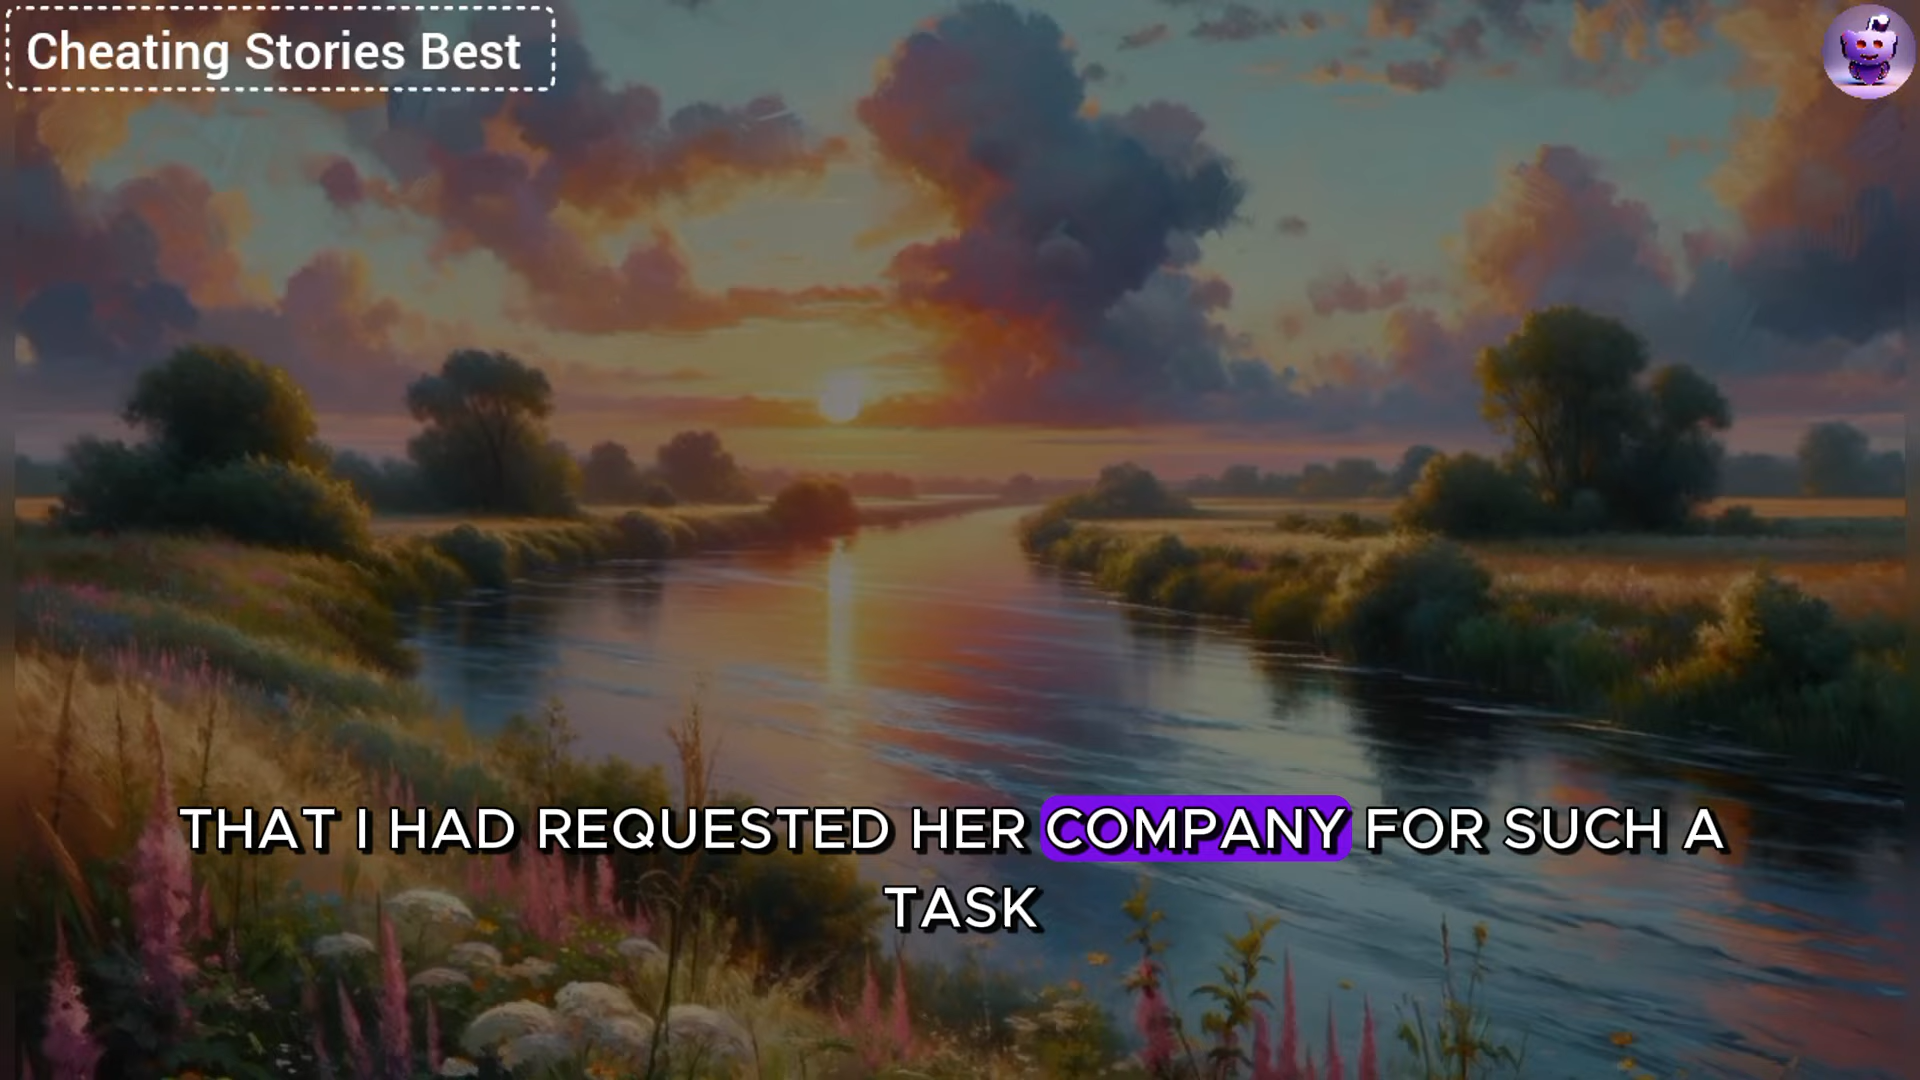 Cheating Stories Best
THAT I HAD REQUESTED HER COMPANY FOR SUCH A
TASK